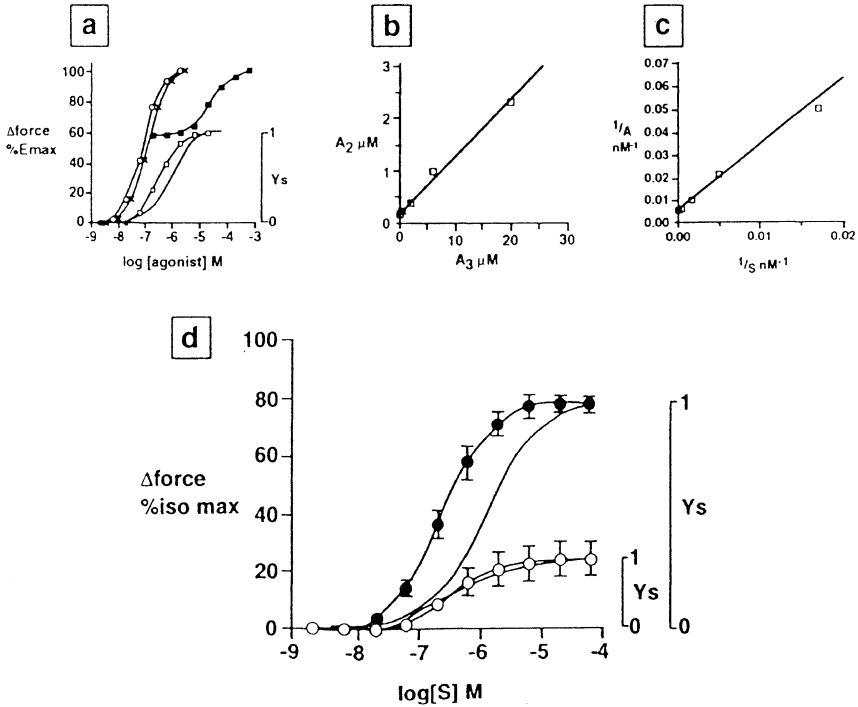 a
100
80
60
40
20
0
Δforce
%Emax
1
Ys
0
-9 -8 -7 -6 -5 -4 -3
log [agonist] M
b
3
2
1
0
A2 μM
0 10 20 30
A3 μM
c
0.07
0.06
0.05
0.04
0.03
0.02
0.01
0.00
1/A
nM-1
0.00 0.01 0.02
1/S nM-1
d
100
80
60
40
20
0
Δforce
%iso max
1
Ys
0
1
Ys
0
-9 -8 -7 -6 -5 -4
log[S] M